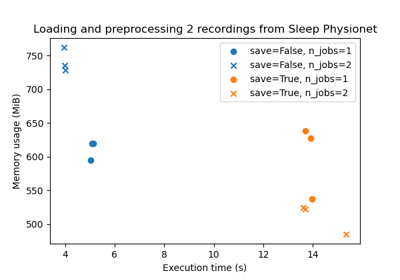 Loading and preprocessing 2 recordings from Sleep Physionet
save=False, n_jobs=1
save=False, n_jobs=2
save=True, n_jobs=1
save=True, n_jobs=2
Memory usage (MiB)
750
700
650
600
550
500
4 6 8 10 12 14
Execution time (s)